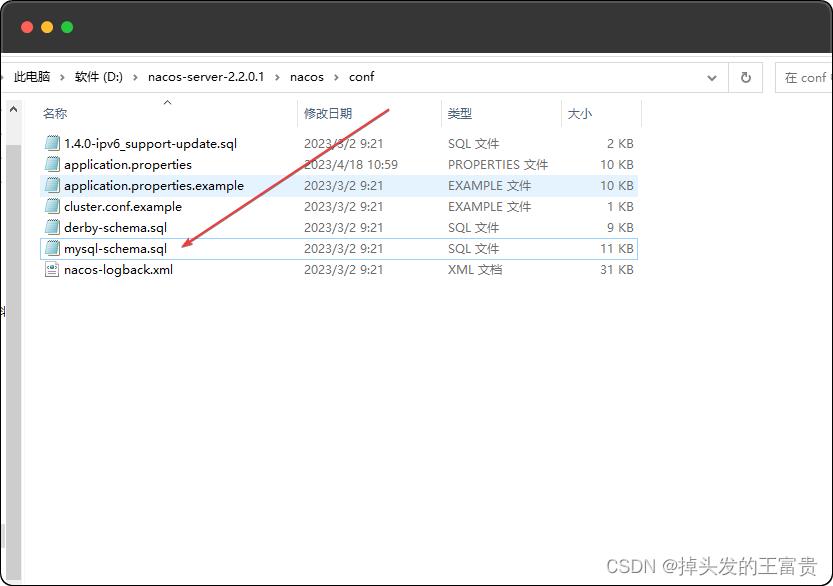 此电脑 › 软件 (D:) › nacos-server-2.2.0.1 › nacos › conf 在 conf
名称 修改日期 类型 大小
1.4.0-ipv6_support-update.sql 2023/3/2 9:21 SQL 文件 2 KB
application.properties 2023/4/18 10:59 PROPERTIES 文件 10 KB
application.properties.example 2023/3/2 9:21 EXAMPLE 文件 10 KB
cluster.conf.example 2023/3/2 9:21 EXAMPLE 文件 1 KB
derby-schema.sql 2023/3/2 9:21 SQL 文件 9 KB
mysql-schema.sql 2023/3/2 9:21 SQL 文件 11 KB
nacos-logback.xml 2023/3/2 9:21 XML 文档 31 KB
CSDN @掉头发的王富贵